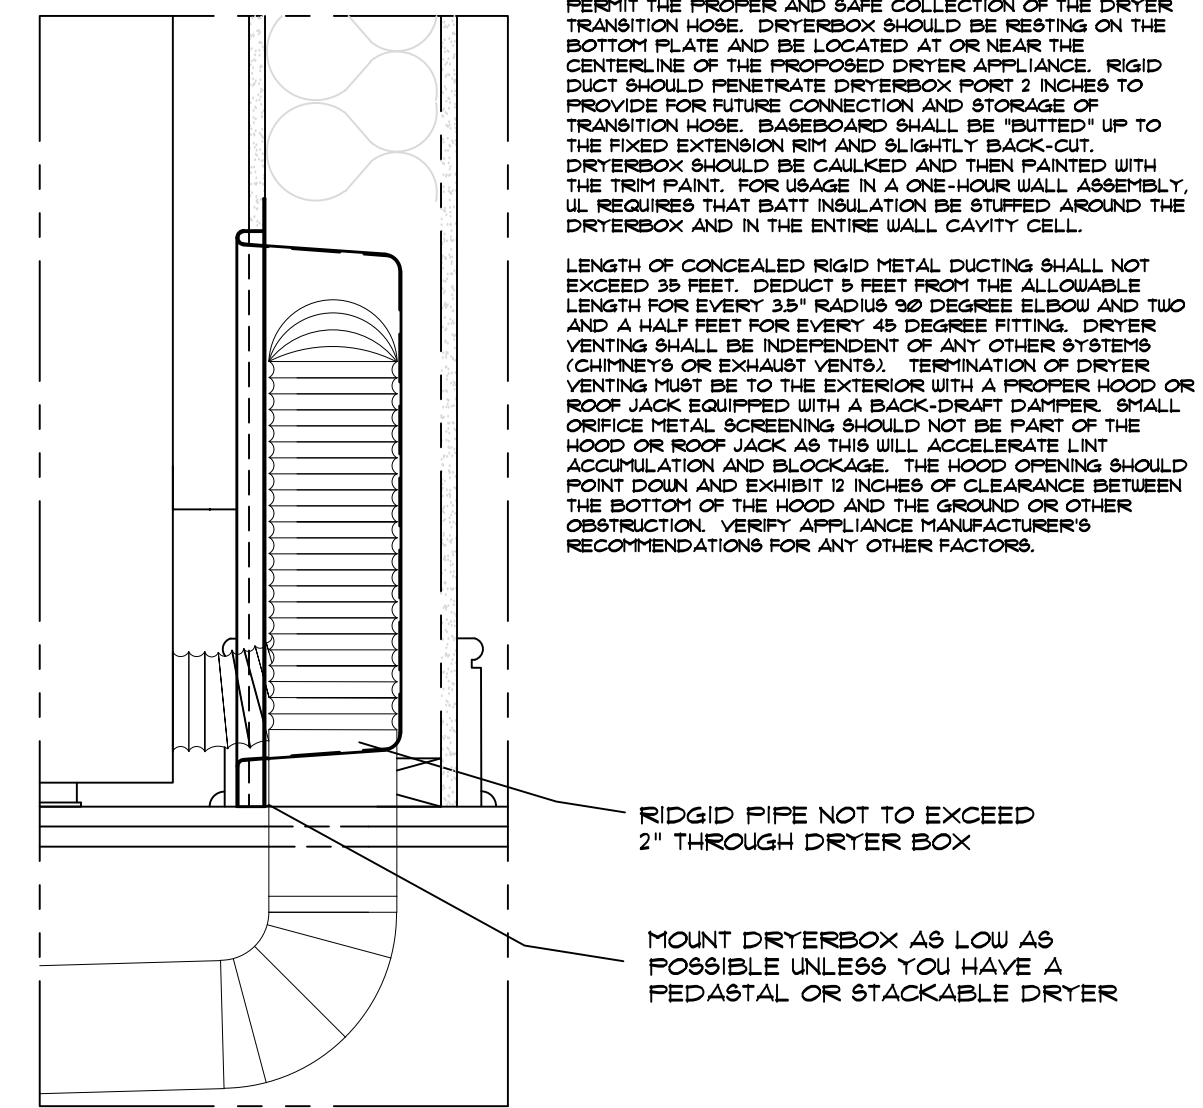 PERMIT THE PROPER AND SAFE COLLECTION OF THE DRYER
TRANSITION HOSE.  DRYERBOX SHOULD BE RESTING ON THE
BOTTOM PLATE AND BE LOCATED AT OR NEAR THE
CENTERLINE OF THE PROPOSED DRYER APPLIANCE.  RIGID
DUCT SHOULD PENETRATE DRYERBOX PORT 2 INCHES TO
PROVIDE FOR FUTURE CONNECTION AND STORAGE OF
TRANSITION HOSE.  BASEBOARD SHALL BE "BUTTED" UP TO
THE FIXED EXTENSION RIM AND SLIGHTLY BACK-CUT.
DRYERBOX SHOULD BE CAULKED AND THEN PAINTED WITH
THE TRIM PAINT.  FOR USAGE IN A ONE-HOUR WALL ASSEMBLY,
UL REQUIRES THAT BATT INSULATION BE STUFFED AROUND THE
DRYERBOX AND IN THE ENTIRE WALL CAVITY CELL.
LENGTH OF CONCEALED RIGID METAL DUCTING SHALL NOT
EXCEED 35 FEET.  DEDUCT 5 FEET FROM THE ALLOWABLE
LENGTH FOR EVERY 3.5" RADIUS 90 DEGREE ELBOW AND TWO
AND A HALF FEET FOR EVERY 45 DEGREE FITTING.  DRYER
VENTING SHALL BE INDEPENDENT OF ANY OTHER SYSTEMS
(CHIMNEYS OR EXHAUST VENTS).  TERMINATION OF DRYER
VENTING MUST BE TO THE EXTERIOR WITH A PROPER HOOD OR
ROOF JACK EQUIPPED WITH A BACK-DRAFT DAMPER.  SMALL
ORIFICE METAL SCREENING SHOULD NOT BE PART OF THE
HOOD OR ROOF JACK AS THIS WILL ACCELERATE LINT
ACCUMULATION AND BLOCKAGE.  THE HOOD OPENING SHOULD
POINT DOWN AND EXHIBIT 12 INCHES OF CLEARANCE BETWEEN
THE BOTTOM OF THE HOOD AND THE GROUND OR OTHER
OBSTRUCTION.  VERIFY APPLIANCE MANUFACTURER'S
RECOMMENDATIONS FOR ANY OTHER FACTORS.
RIDGID PIPE NOT TO EXCEED
2" THROUGH DRYER BOX
MOUNT DRYERBOX AS LOW AS
POSSIBLE UNLESS YOU HAVE A
PEDASTAL OR STACKABLE DRYER